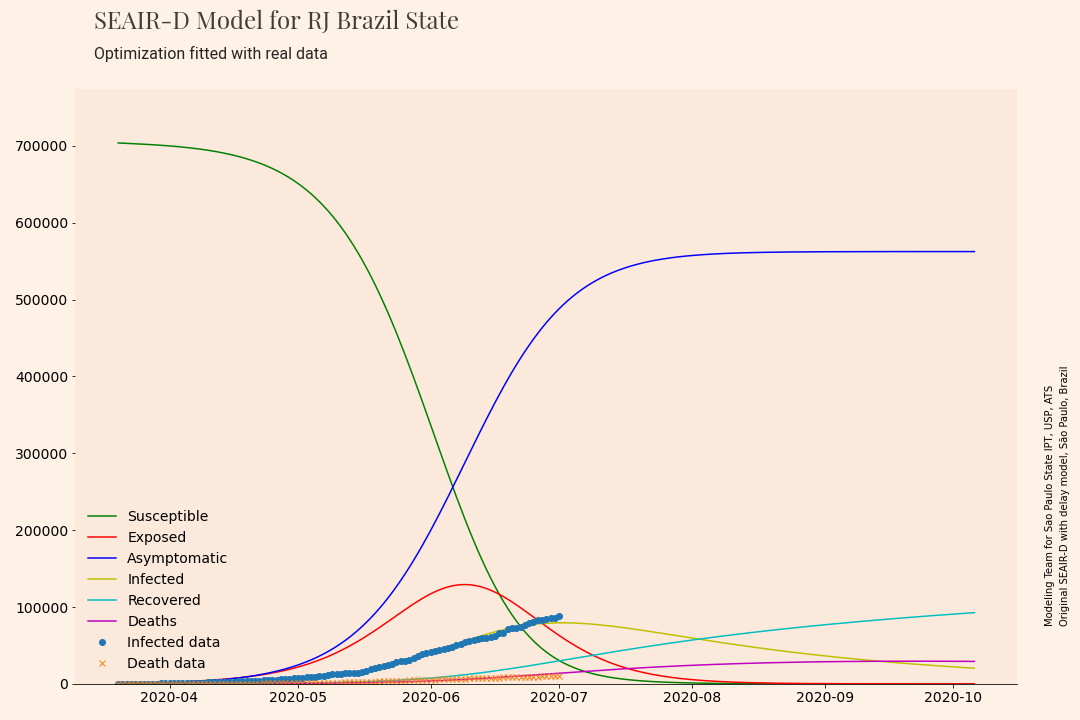 SEAIR-D Model for RJ Brazil State
Optimization fitted with real data
700000
600000
500000
400000
300000
200000
100000
0
Susceptible
Exposed
Asymptomatic
Infected
Recovered
Deaths
Infected data
Death data
2020-04
2020-05
2020-06
2020-07
2020-08
2020-09
2020-10
Modeling Team for Sao Paulo State IPT, USP, ATS
Original SEAIR-D with delay model, São Paulo, Brazil